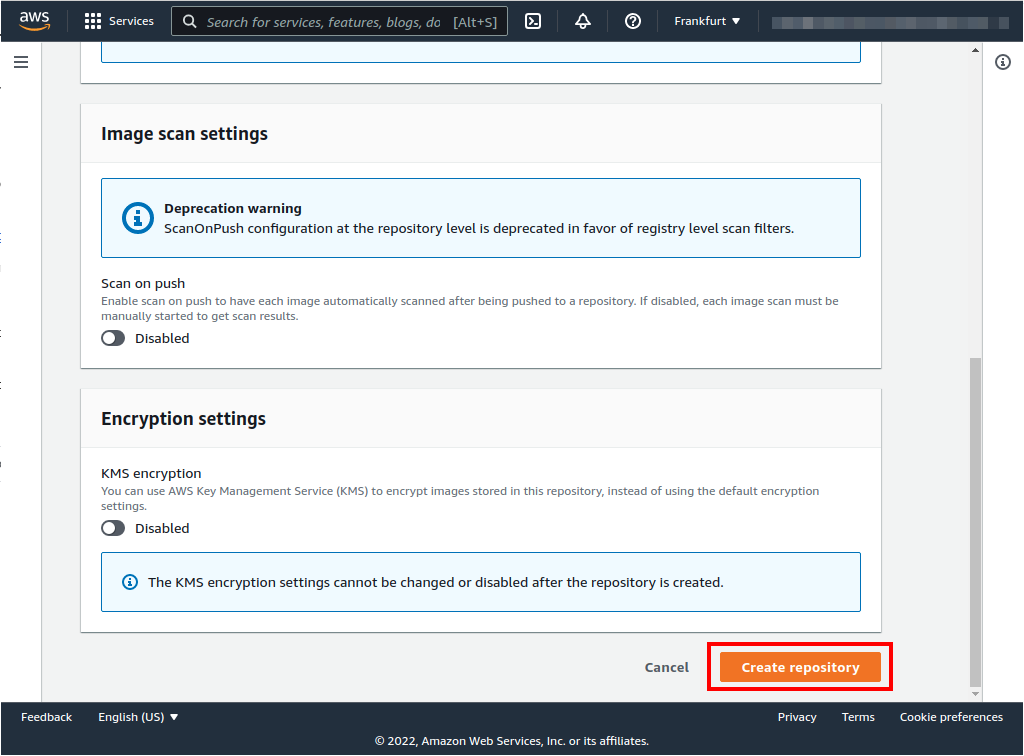 aws
Services
Search for services, features, blogs, do [Alt+S]
Frankfurt ▼
Image scan settings
Deprecation warning
ScanOnPush configuration at the repository level is deprecated in favor of registry level scan filters.
Scan on push
Enable scan on push to have each image automatically scanned after being pushed to a repository. If disabled, each image scan must be
manually started to get scan results.
Disabled
Encryption settings
KMS encryption
You can use AWS Key Management Service (KMS) to encrypt images stored in this repository, instead of using the default encryption
settings.
Disabled
The KMS encryption settings cannot be changed or disabled after the repository is created.
Cancel
Create repository
Feedback
English (US) ▼
Privacy
Terms
Cookie preferences
© 2022, Amazon Web Services, Inc. or its affiliates.